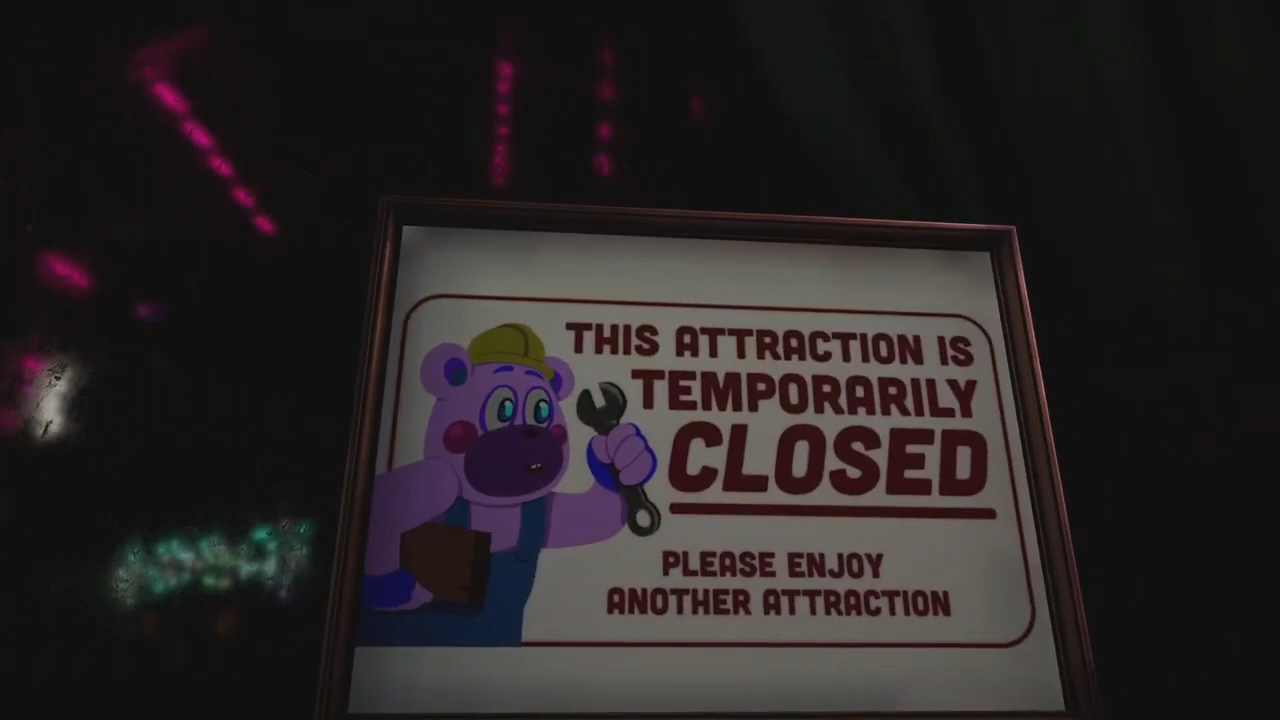 THIS ATTRACTION IS
TEMPORARILY
CLOSED
PLEASE ENJOY
ANOTHER ATTRACTION